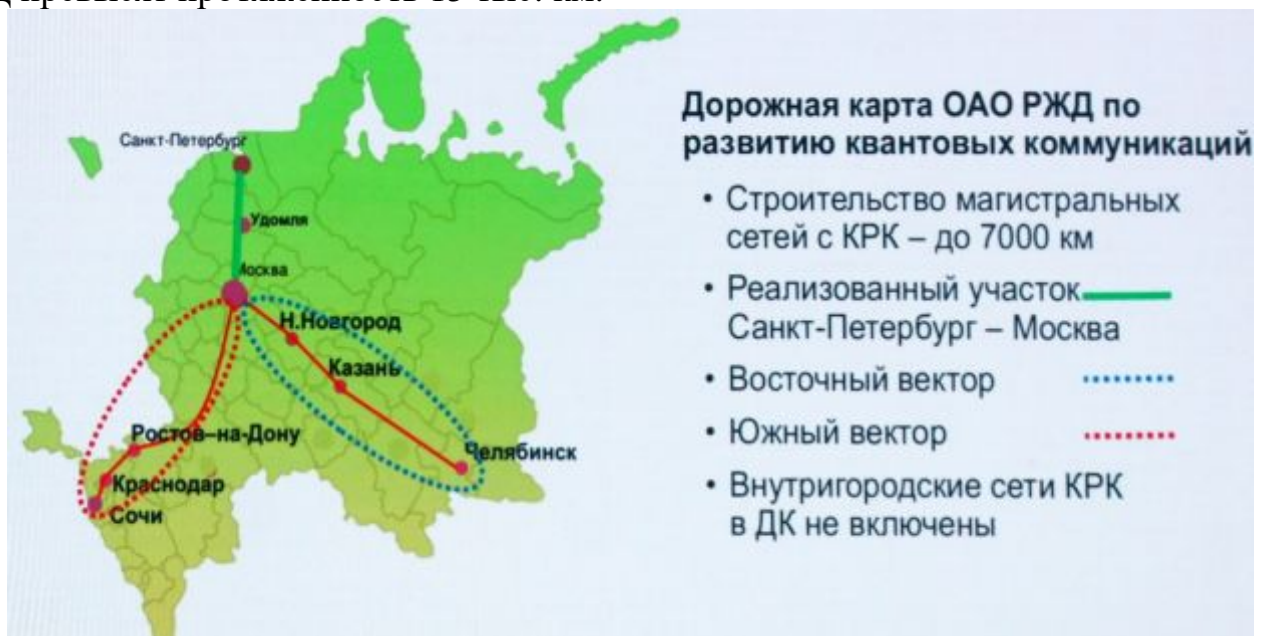 Санкт-Петербург
Удомля
Москва
Н.Новгород
Казань
Челябинск
Ростов–на-Дону
Краснодар
Сочи
Дорожная карта ОАО РЖД по
развитию квантовых коммуникаций
• Строительство магистральных
сетей с КРК – до 7000 км
• Реализованный участок
Санкт-Петербург – Москва
• Восточный вектор
• Южный вектор
• Внутригородские сети КРК
в ДК не включены